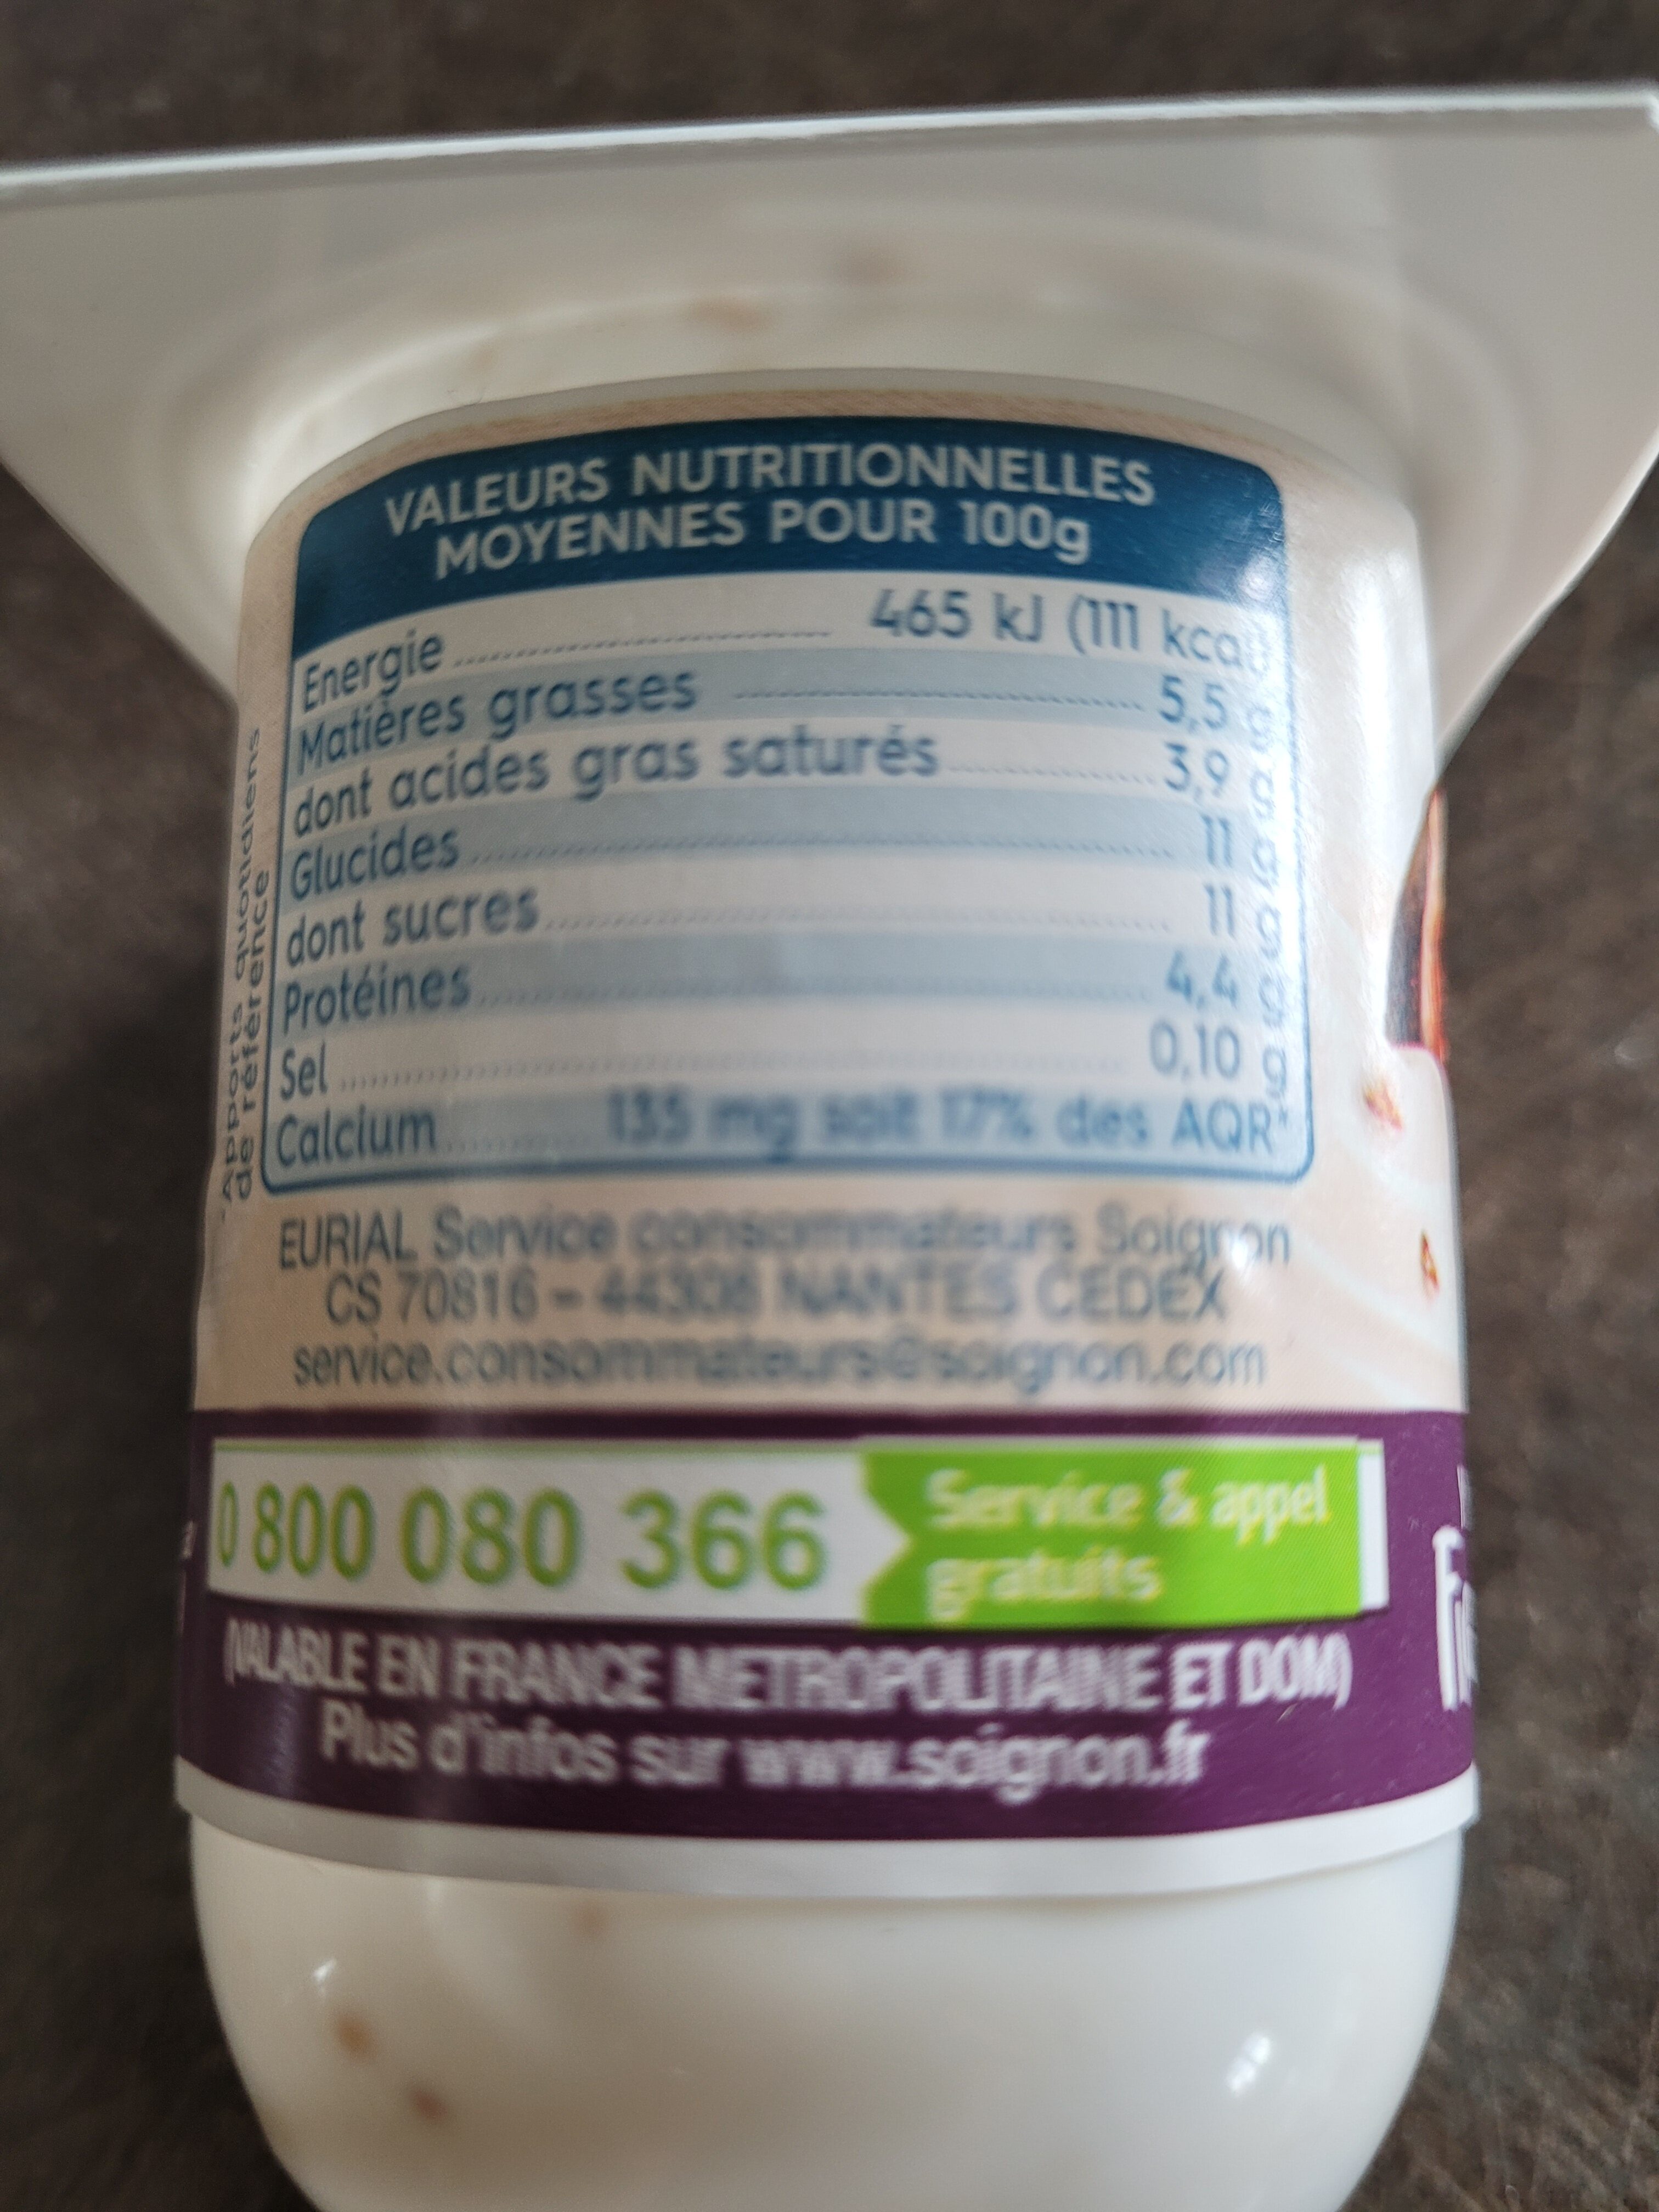 VALEURS NUTRITIONNELLES
MOYENNES POUR 100g
Energie 465 kJ (111 kcal)
Matières grasses 5,5 g
dont acides gras saturés 3,9 g
Glucides 11 g
dont sucres 11 g
Protéines 4,4 g
Sel 0,10 g
Calcium 135 mg soit 17% des AQR*
*Apports quotidiens
de référence
EURIAL Service consommateurs Soignon
CS 70816 – 44308 NANTES CEDEX
service.consommateurs@soignon.com
0 800 080 366 Service & appel
gratuits
(VALABLE EN FRANCE METROPOLITAINE ET DOM)
Plus d'infos sur www.soignon.fr